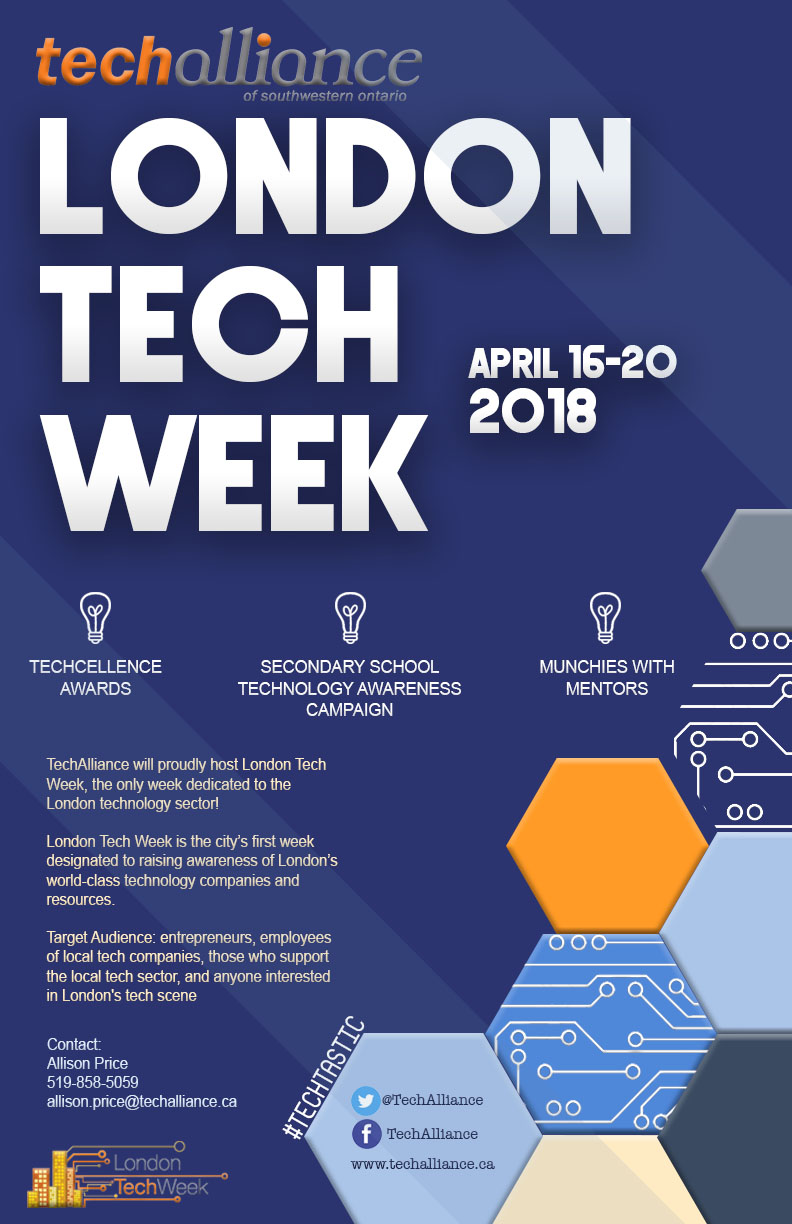 techalliance
of southwestern ontario
LONDON
TECH
WEEK
APRIL 16-20
2018
TECHCELLENCE
AWARDS
SECONDARY SCHOOL
TECHNOLOGY AWARENESS
CAMPAIGN
MUNCHIES WITH
MENTORS
TechAlliance will proudly host London Tech
Week, the only week dedicated to the
London technology sector!
London Tech Week is the city's first week
designated to raising awareness of London's
world-class technology companies and
resources.
Target Audience: entrepreneurs, employees
of local tech companies, those who support
the local tech sector, and anyone interested
in London's tech scene
Contact:
Allison Price
519-858-5059
allison.price@techalliance.ca
#TECHTASTIC
@TechAlliance
TechAlliance
www.techalliance.ca
London
TechWeek